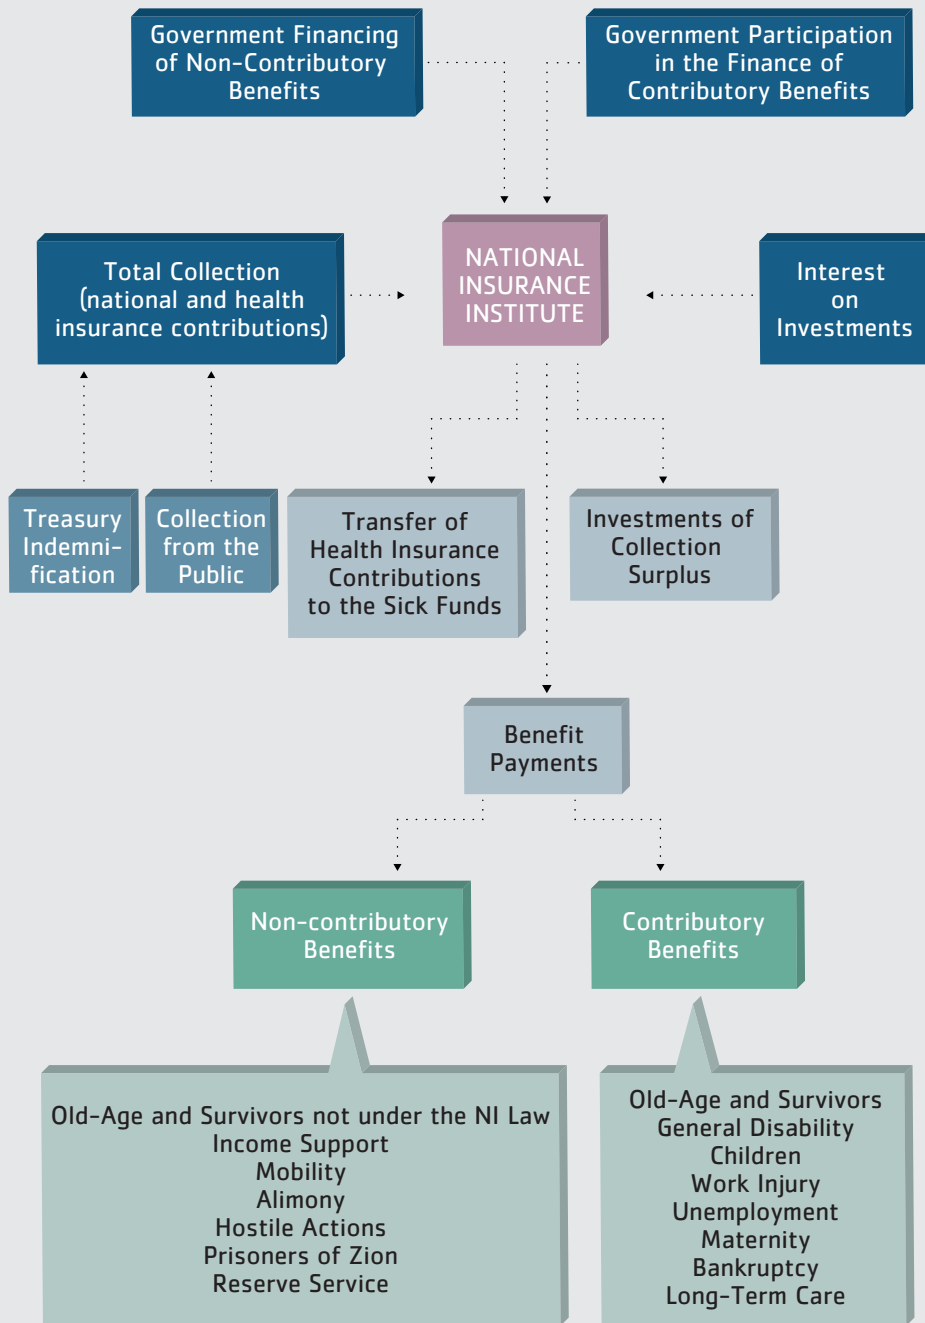 Government Financing
of Non-Contributory
Benefits
Government Participation
in the Finance of
Contributory Benefits
Total Collection
(national and health
insurance contributions)
NATIONAL
INSURANCE
INSTITUTE
Interest
on
Investments
Treasury
Indemni-
fication
Collection
from the
Public
Transfer of
Health Insurance
Contributions
to the Sick Funds
Investments of
Collection
Surplus
Benefit
Payments
Non-contributory
Benefits
Contributory
Benefits
Old-Age and Survivors not under the NI Law
Income Support
Mobility
Alimony
Hostile Actions
Prisoners of Zion
Reserve Service
Old-Age and Survivors
General Disability
Children
Work Injury
Unemployment
Maternity
Bankruptcy
Long-Term Care